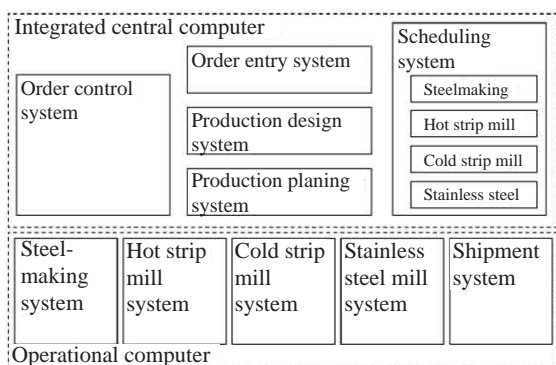 Integrated central computer
Order control
system
Order entry system
Production design
system
Production planing
system
Scheduling
system
Steelmaking
Hot strip mill
Cold strip mill
Stainless steel
Steel-
making
system
Hot strip
mill
system
Cold strip
mill
system
Stainless
steel mill
system
Shipment
system
Operational computer